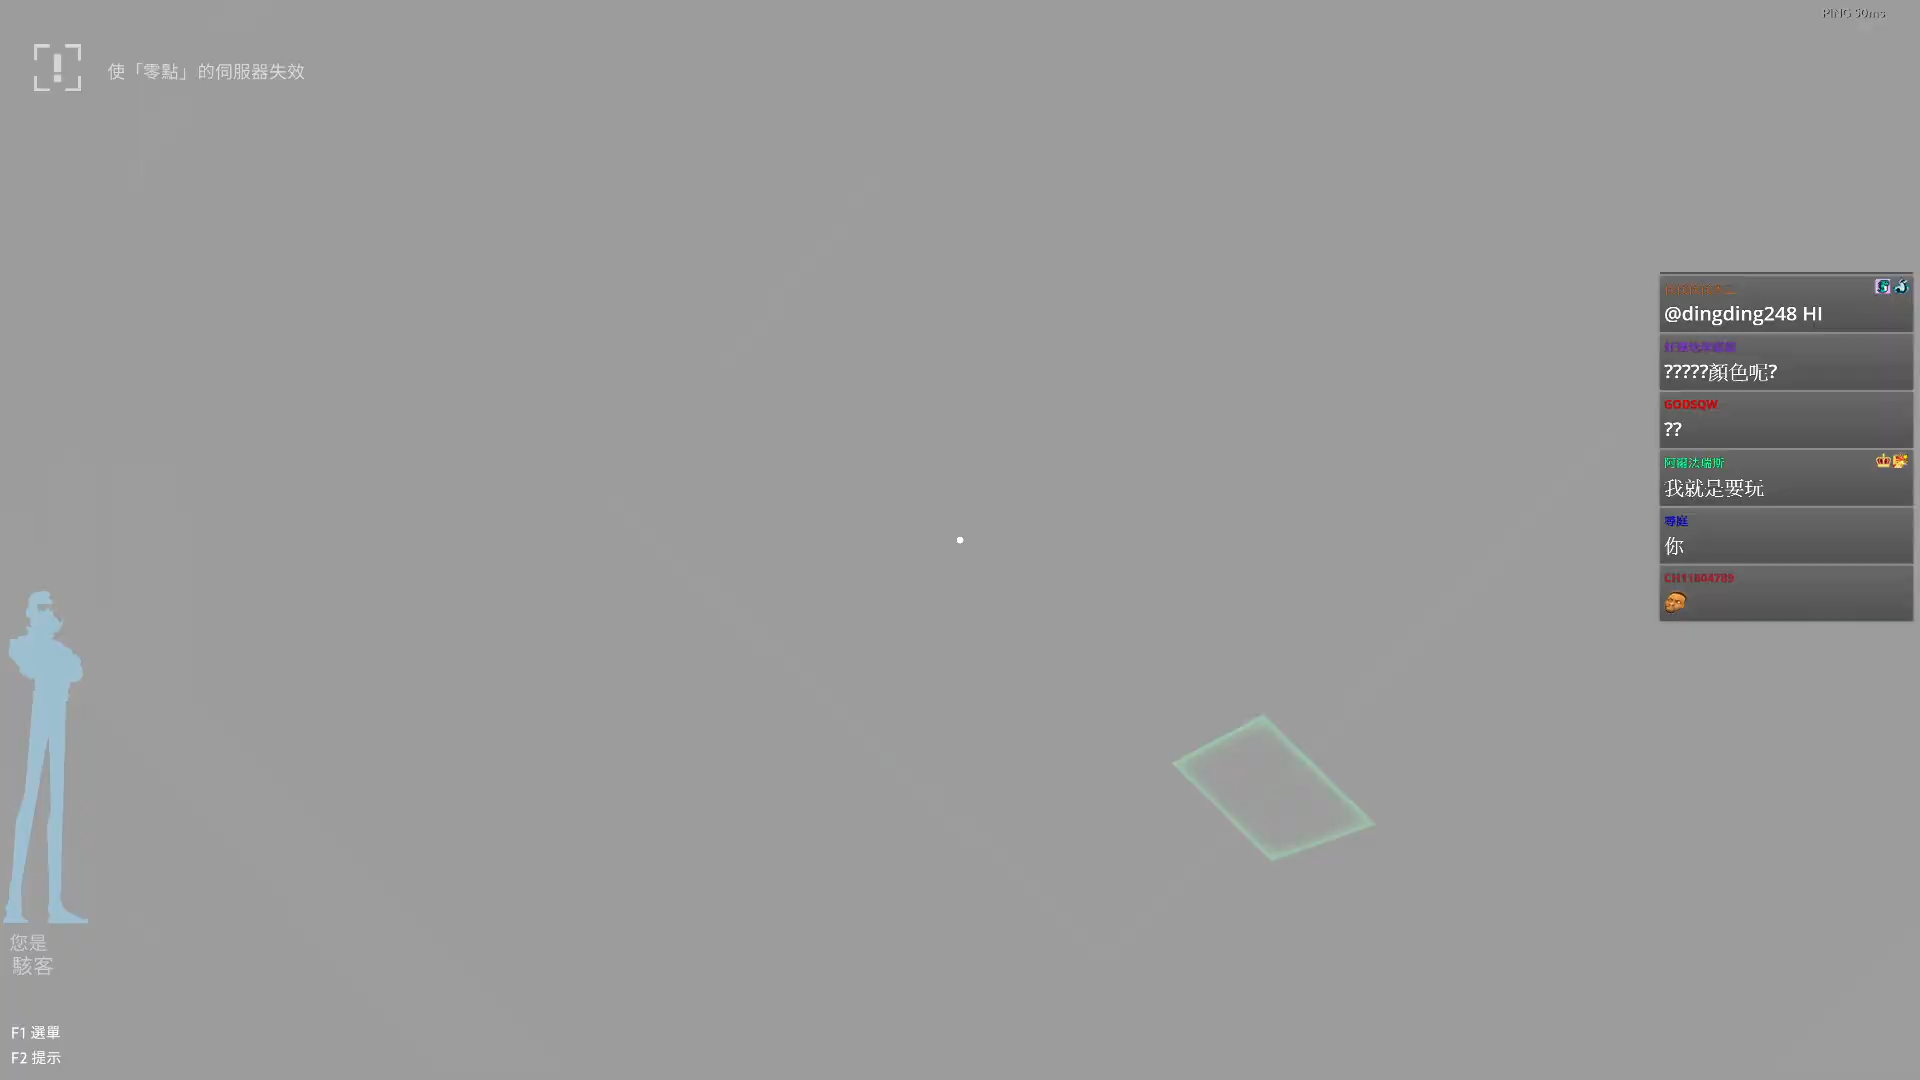 PING 50ms
使「零點」的伺服器失效
@dingding248 HI
?????顏色呢?
GODSQW
??
阿爾法瑞斯
我就是要玩
尋庭
你
CH11604789
您是
駭客
F1 選單
F2 提示